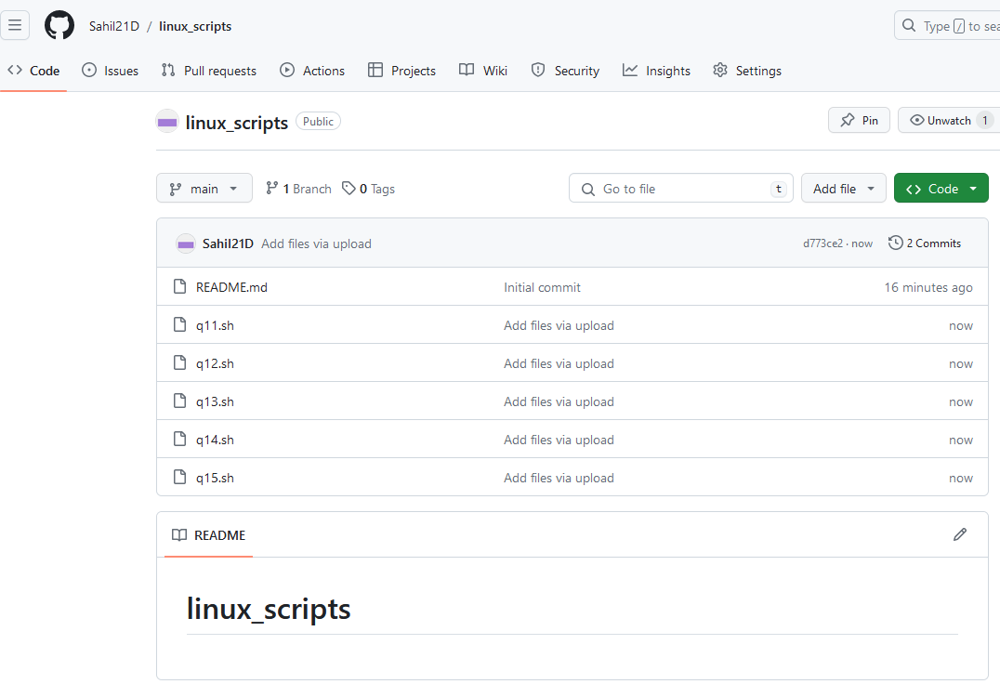 Sahil21D / linux_scripts
Type / to sea
Code Issues Pull requests Actions Projects Wiki Security Insights Settings
linux_scripts Public Pin Unwatch 1
main 1 Branch 0 Tags Go to file t Add file Code
Sahil21D Add files via upload d773ce2 · now 2 Commits
README.md Initial commit 16 minutes ago
q11.sh Add files via upload now
q12.sh Add files via upload now
q13.sh Add files via upload now
q14.sh Add files via upload now
q15.sh Add files via upload now
README
linux_scripts